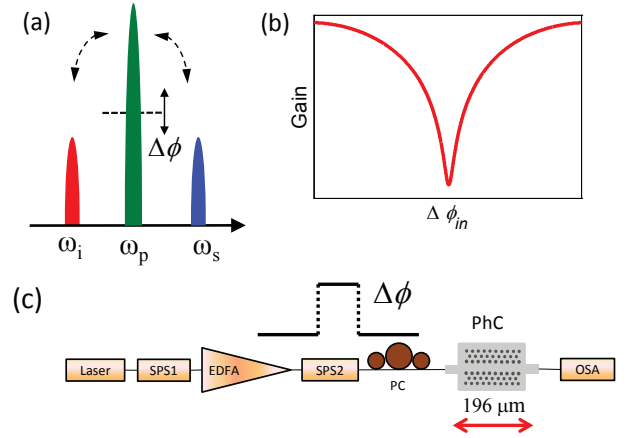 (a)
Δϕ
ωi ωp ωs
(b)
Gain
Δ ϕin
(c)
Δϕ
PhC
Laser SPS1 EDFA SPS2 PC OSA
196 μm